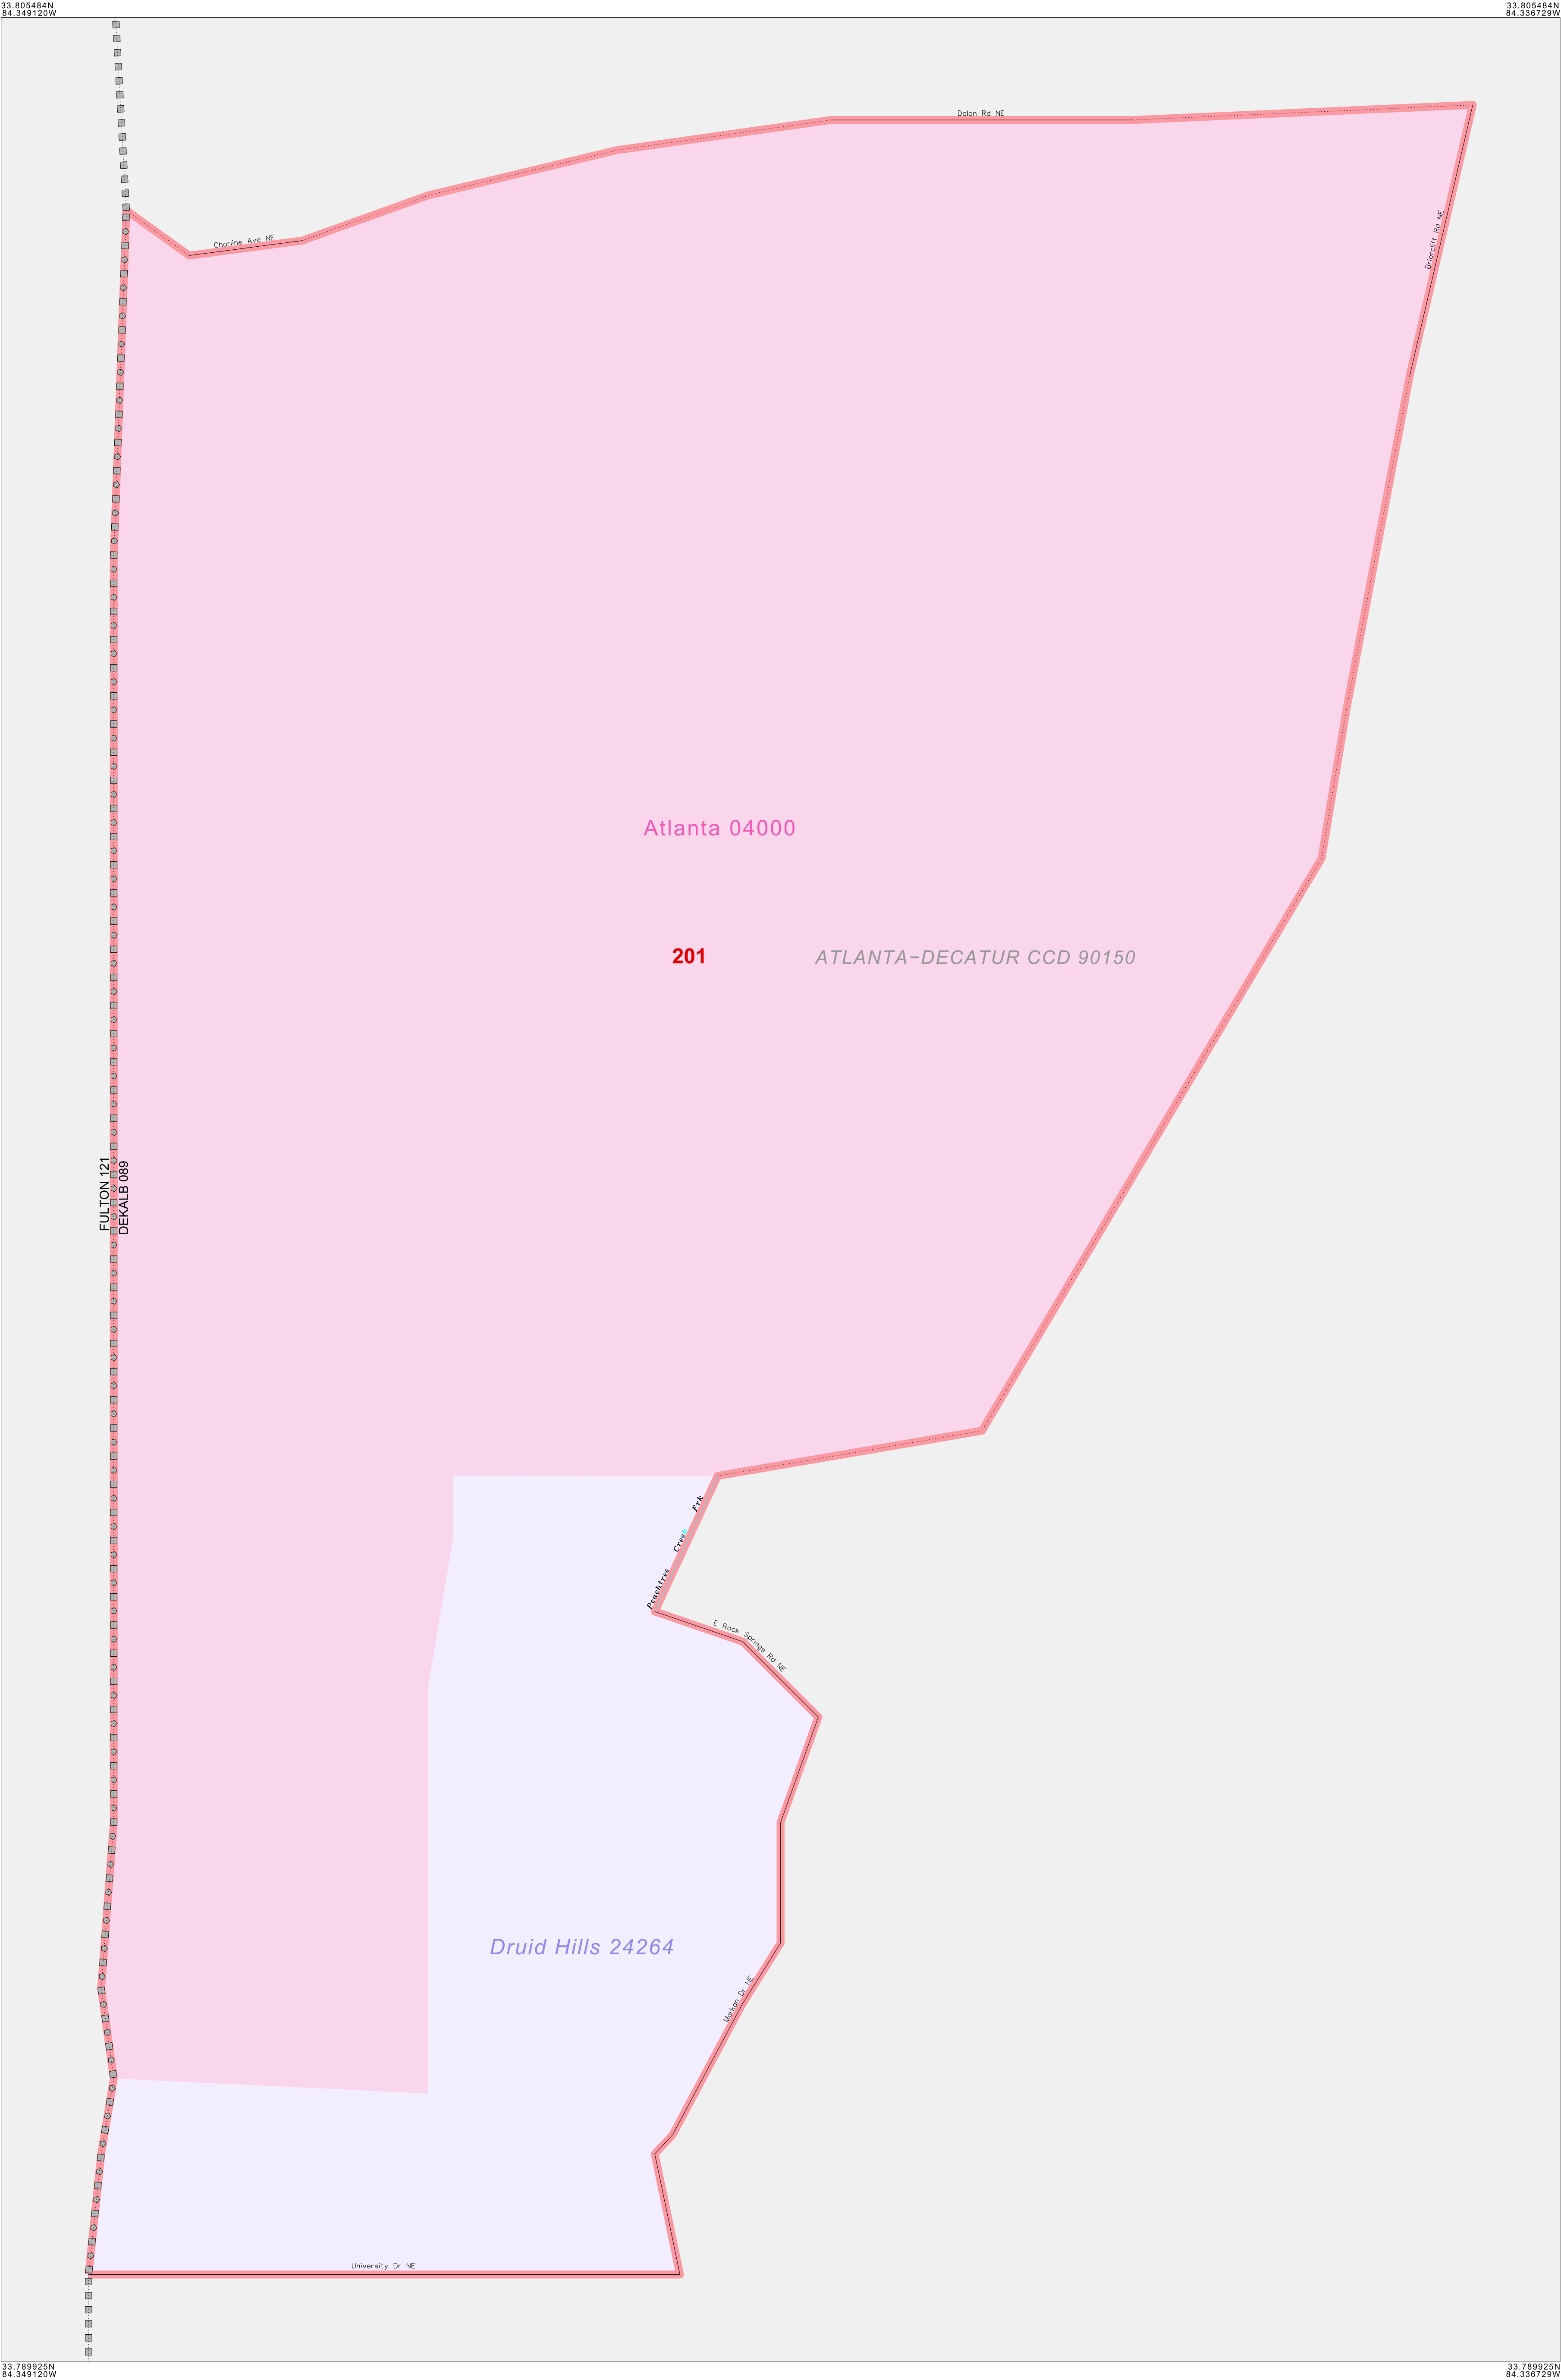 33.805484N
84.349120W
33.805484N
84.336729W
Dalon Rd NE
Charline Ave NE
Briarcliff Rd NE
Atlanta 04000
201
ATLANTA-DECATUR CCD 90150
FULTON 121
DEKALB 089
Peachtree Creek Frk
E Rock Springs Rd NE
Druid Hills 24264
Markan Dr NE
University Dr NE
33.789925N
84.349120W
33.789925N
84.336729W